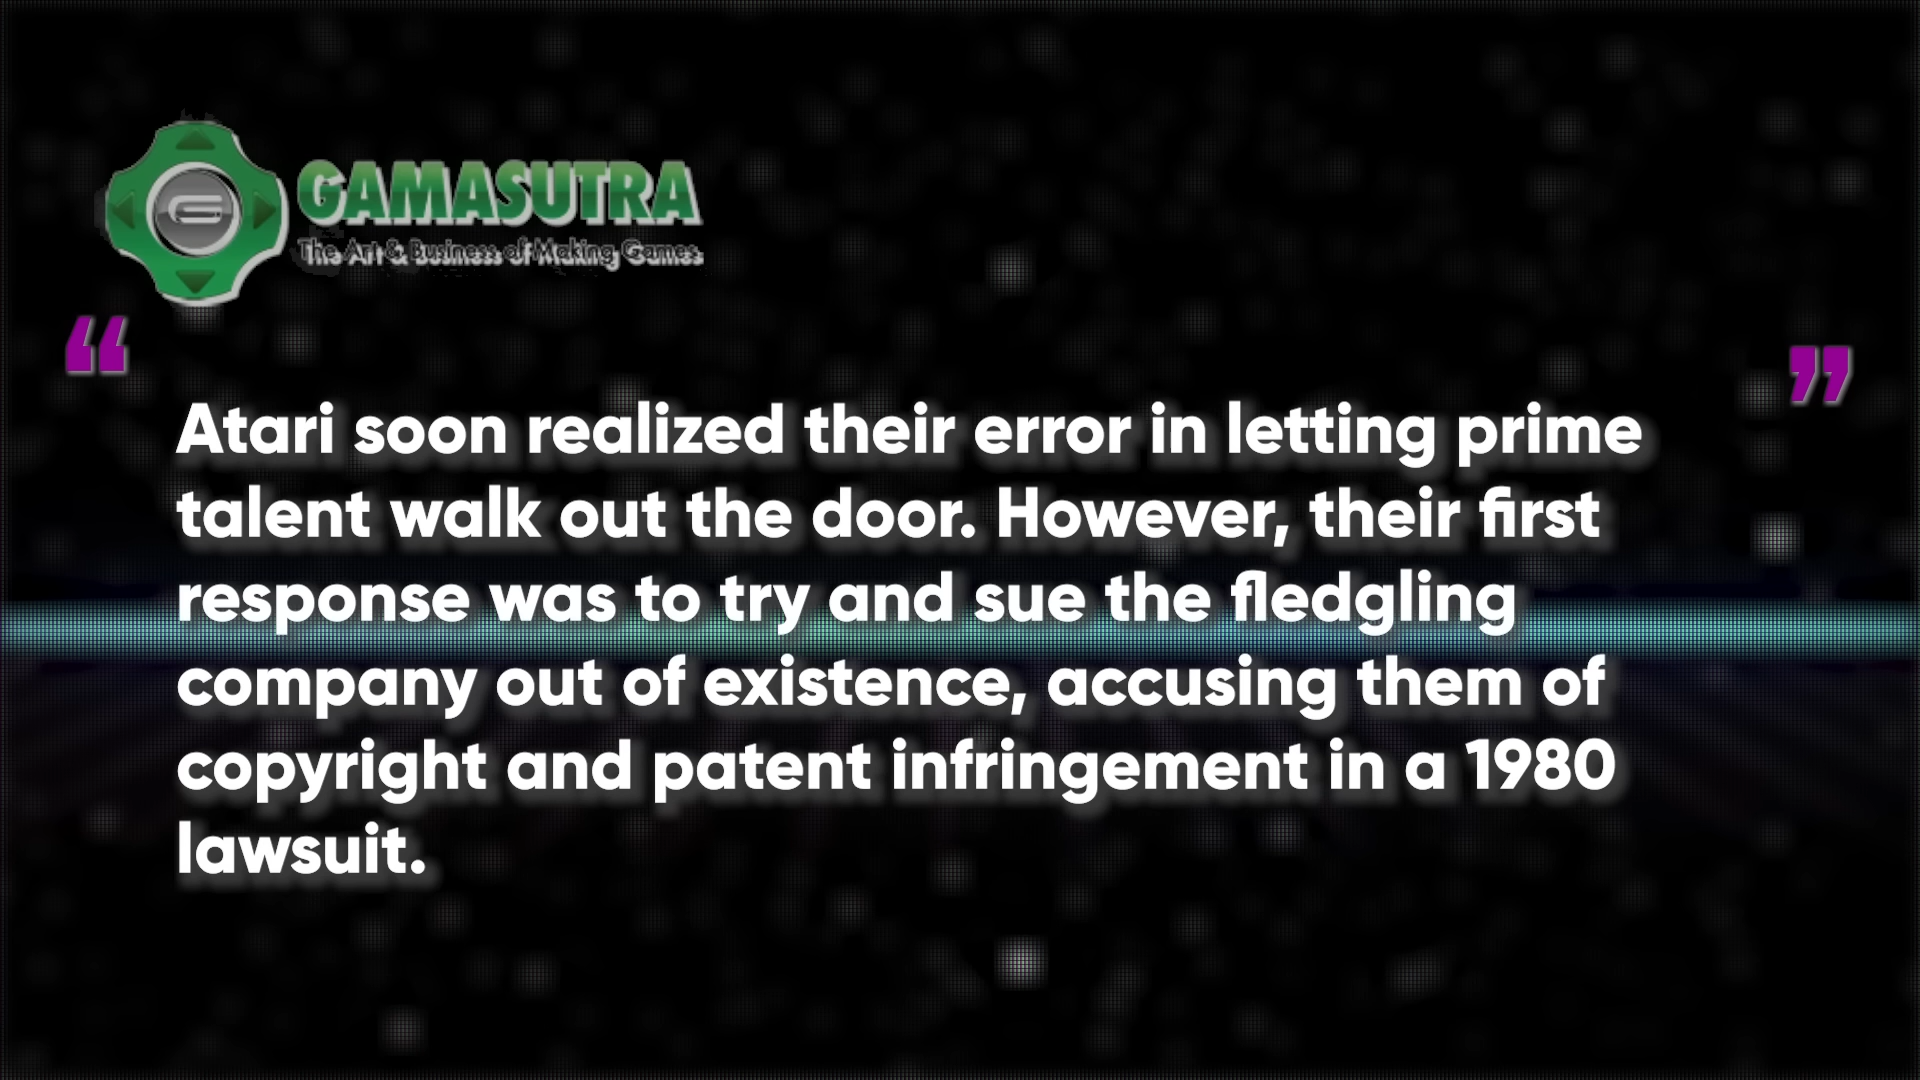 GAMASUTRA
The Art & Business of Making Games
“
”
Atari soon realized their error in letting prime
talent walk out the door. However, their first
response was to try and sue the fledgling
company out of existence, accusing them of
copyright and patent infringement in a 1980
lawsuit.